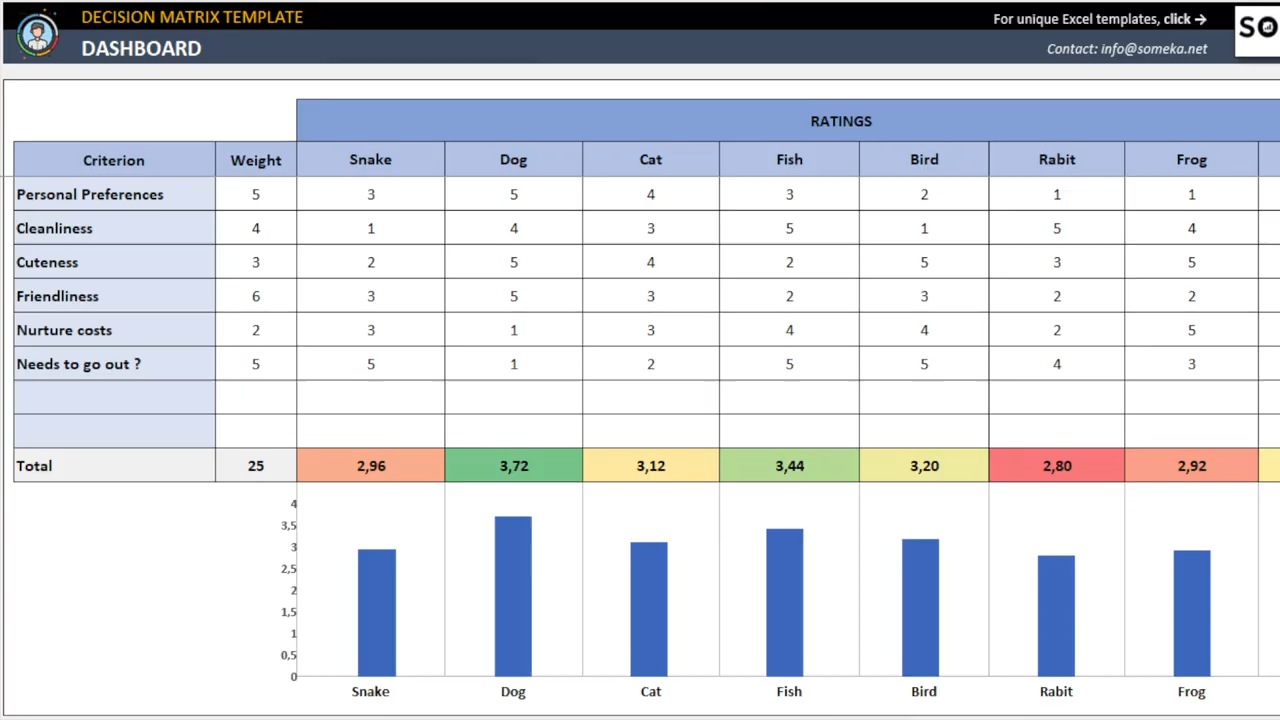 DECISION MATRIX TEMPLATE
For unique Excel templates, click →
DASHBOARD
Contact: info@someka.net
SO
RATINGS
Criterion Weight Snake Dog Cat Fish Bird Rabit Frog
Personal Preferences 5 3 5 4 3 2 1 1
Cleanliness 4 1 4 3 5 1 5 4
Cuteness 3 2 5 4 2 5 3 5
Friendliness 6 3 5 3 2 3 2 2
Nurture costs 2 3 1 3 4 4 2 5
Needs to go out ? 5 5 1 2 5 5 4 3
Total 25 2,96 3,72 3,12 3,44 3,20 2,80 2,92
4
3,5
3
2,5
2
1,5
1
0,5
0
Snake Dog Cat Fish Bird Rabit Frog